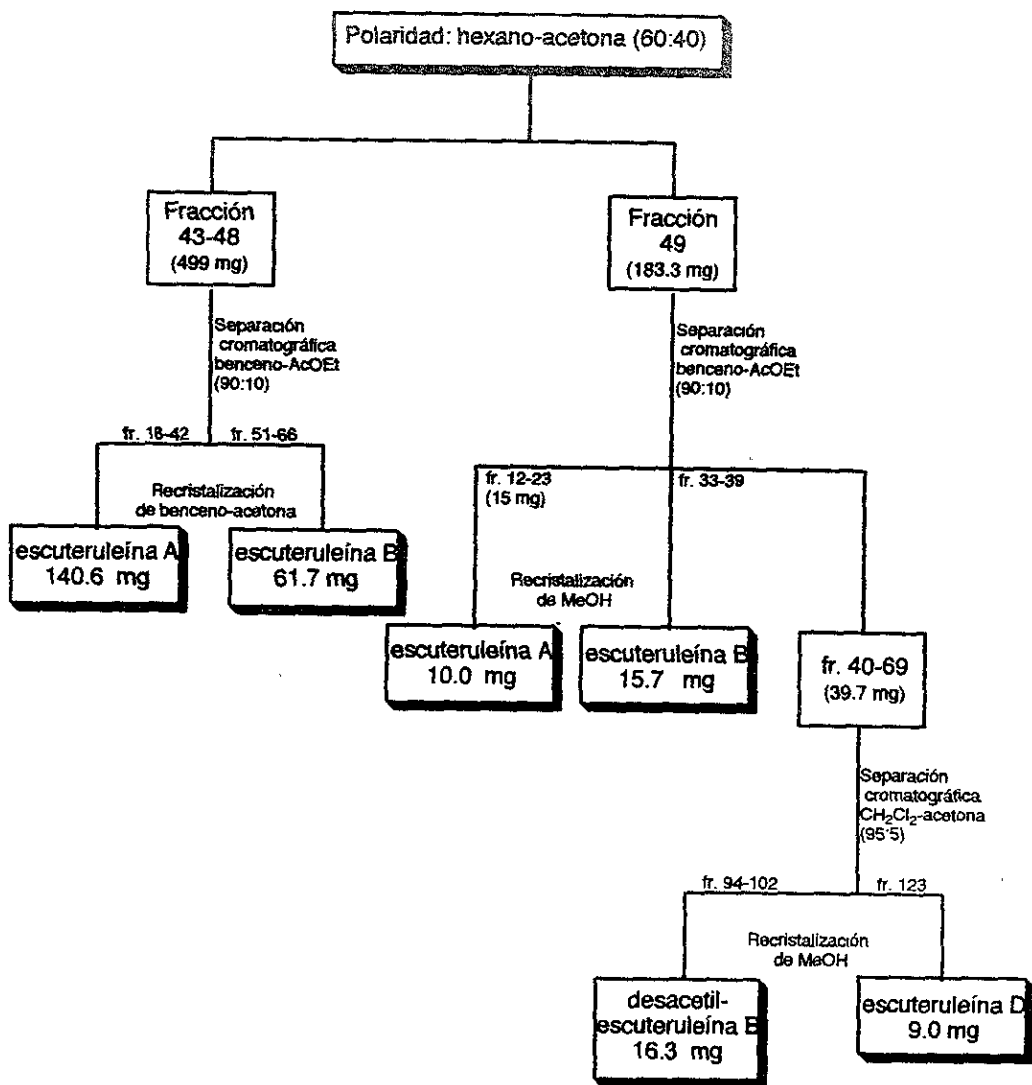 Polaridad: hexano-acetona (60:40)
Fracción
43-48
(499 mg)
Fracción
49
(183.3 mg)
Separación
cromatográfica
benceno-AcOEt
(90:10)
Separación
cromatográfica
benceno-AcOEt
(90:10)
fr. 18-42
fr. 51-66
Recristalización
de benceno-acetona
escuteruleína A
140.6 mg
escuteruleína B
61.7 mg
fr. 12-23
(15 mg)
fr. 33-39
Recristalización
de MeOH
escuteruleína A
10.0 mg
escuteruleína B
15.7 mg
fr. 40-69
(39.7 mg)
Separación
cromatográfica
CH₂Cl₂-acetona
(95:5)
fr. 94-102
fr. 123
Recristalización
de MeOH
desacetil-
escuteruleína B
16.3 mg
escuteruleína D
9.0 mg